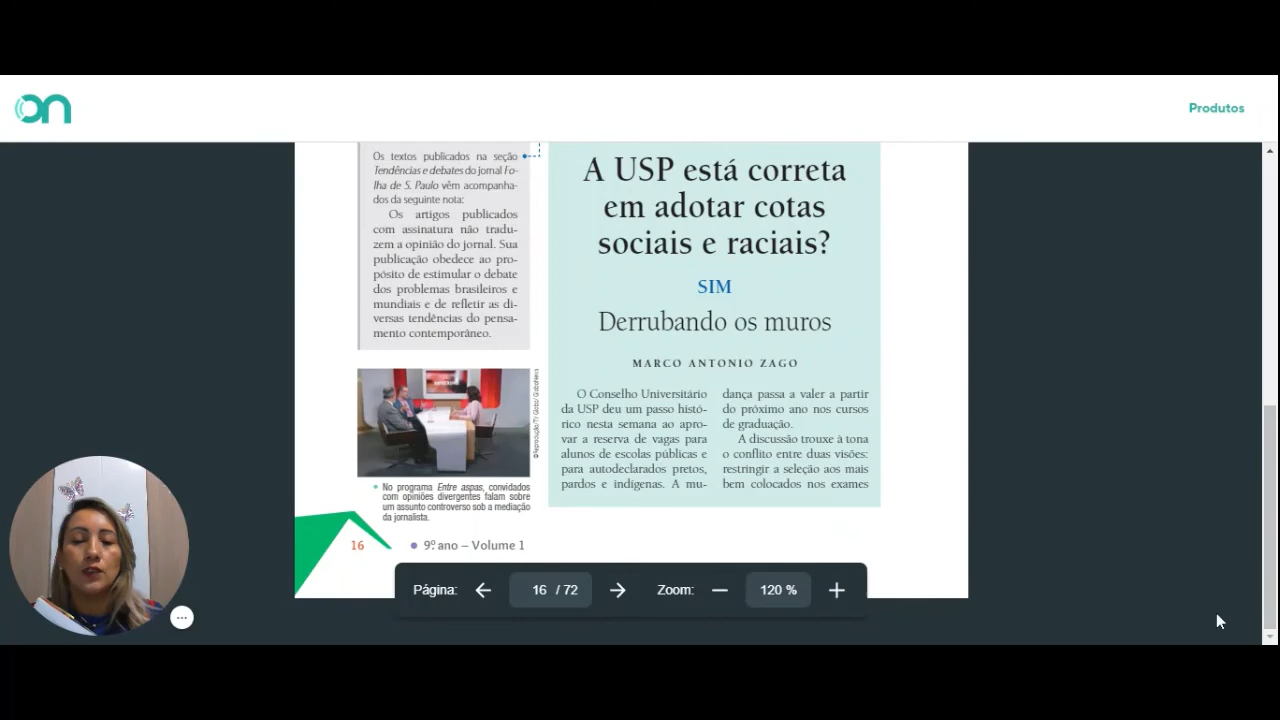 on
Produtos
Os textos publicados na seção
Tendências e debates do jornal Fo-
lha de S. Paulo vêm acompanha-
dos da seguinte nota:
Os artigos publicados
com assinatura não tradu-
zem a opinião do jornal. Sua
publicação obedece ao pro-
pósito de estimular o debate
dos problemas brasileiros e
mundiais e de refletir as di-
versas tendências do pensa-
mento contemporâneo.
©Reprodução/TV Globo/GloboNews
No programa Entre aspas, convidados
com opiniões divergentes falam sobre
um assunto controverso sob a mediação
da jornalista.
A USP está correta
em adotar cotas
sociais e raciais?
SIM
Derrubando os muros
MARCO ANTONIO ZAGO
O Conselho Universitário
da USP deu um passo histó-
rico nesta semana ao apro-
var a reserva de vagas para
alunos de escolas públicas e
para autodeclarados pretos,
pardos e indígenas. A mu-
dança passa a valer a partir
do próximo ano nos cursos
de graduação.
A discussão trouxe à tona
o conflito entre duas visões:
restringir a seleção aos mais
bem colocados nos exames
16
9º. ano – Volume 1
Página: 16 / 72 Zoom: 120 %